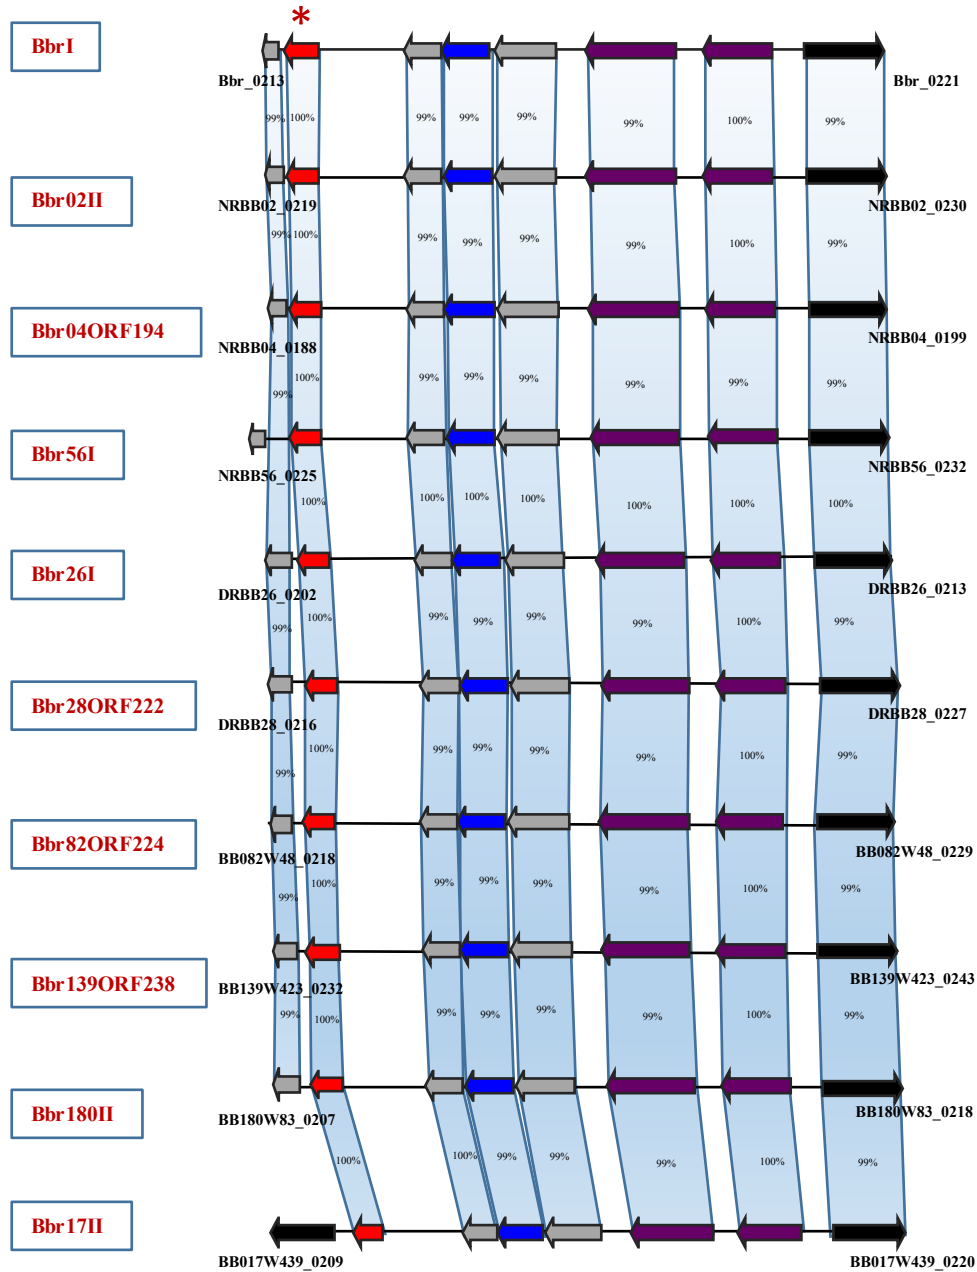 *
BbrI
Bbr_0213 Bbr_0221
99% 100% 99% 99% 99% 99% 100% 99%
Bbr02II
NRBB02_0219 NRBB02_0230
99% 100% 99% 99% 99% 99% 100% 99%
Bbr04ORF194
NRBB04_0188 NRBB04_0199
99% 100% 99% 99% 99% 99% 99% 99%
Bbr56I
NRBB56_0225 NRBB56_0232
100% 100% 100% 100% 100% 100% 100%
Bbr26I
DRBB26_0202 DRBB26_0213
99% 100% 99% 99% 99% 99% 100% 99%
Bbr28ORF222
DRBB28_0216 DRBB28_0227
99% 100% 99% 99% 99% 99% 100% 99%
Bbr82ORF224
BB082W48_0218 BB082W48_0229
99% 100% 99% 99% 99% 99% 100% 99%
Bbr139ORF238
BB139W423_0232 BB139W423_0243
99% 100% 99% 99% 99% 99% 100% 99%
Bbr180II
BB180W83_0207 BB180W83_0218
100% 100% 99% 99% 99% 100% 99%
Bbr17II
BB017W439_0209 BB017W439_0220